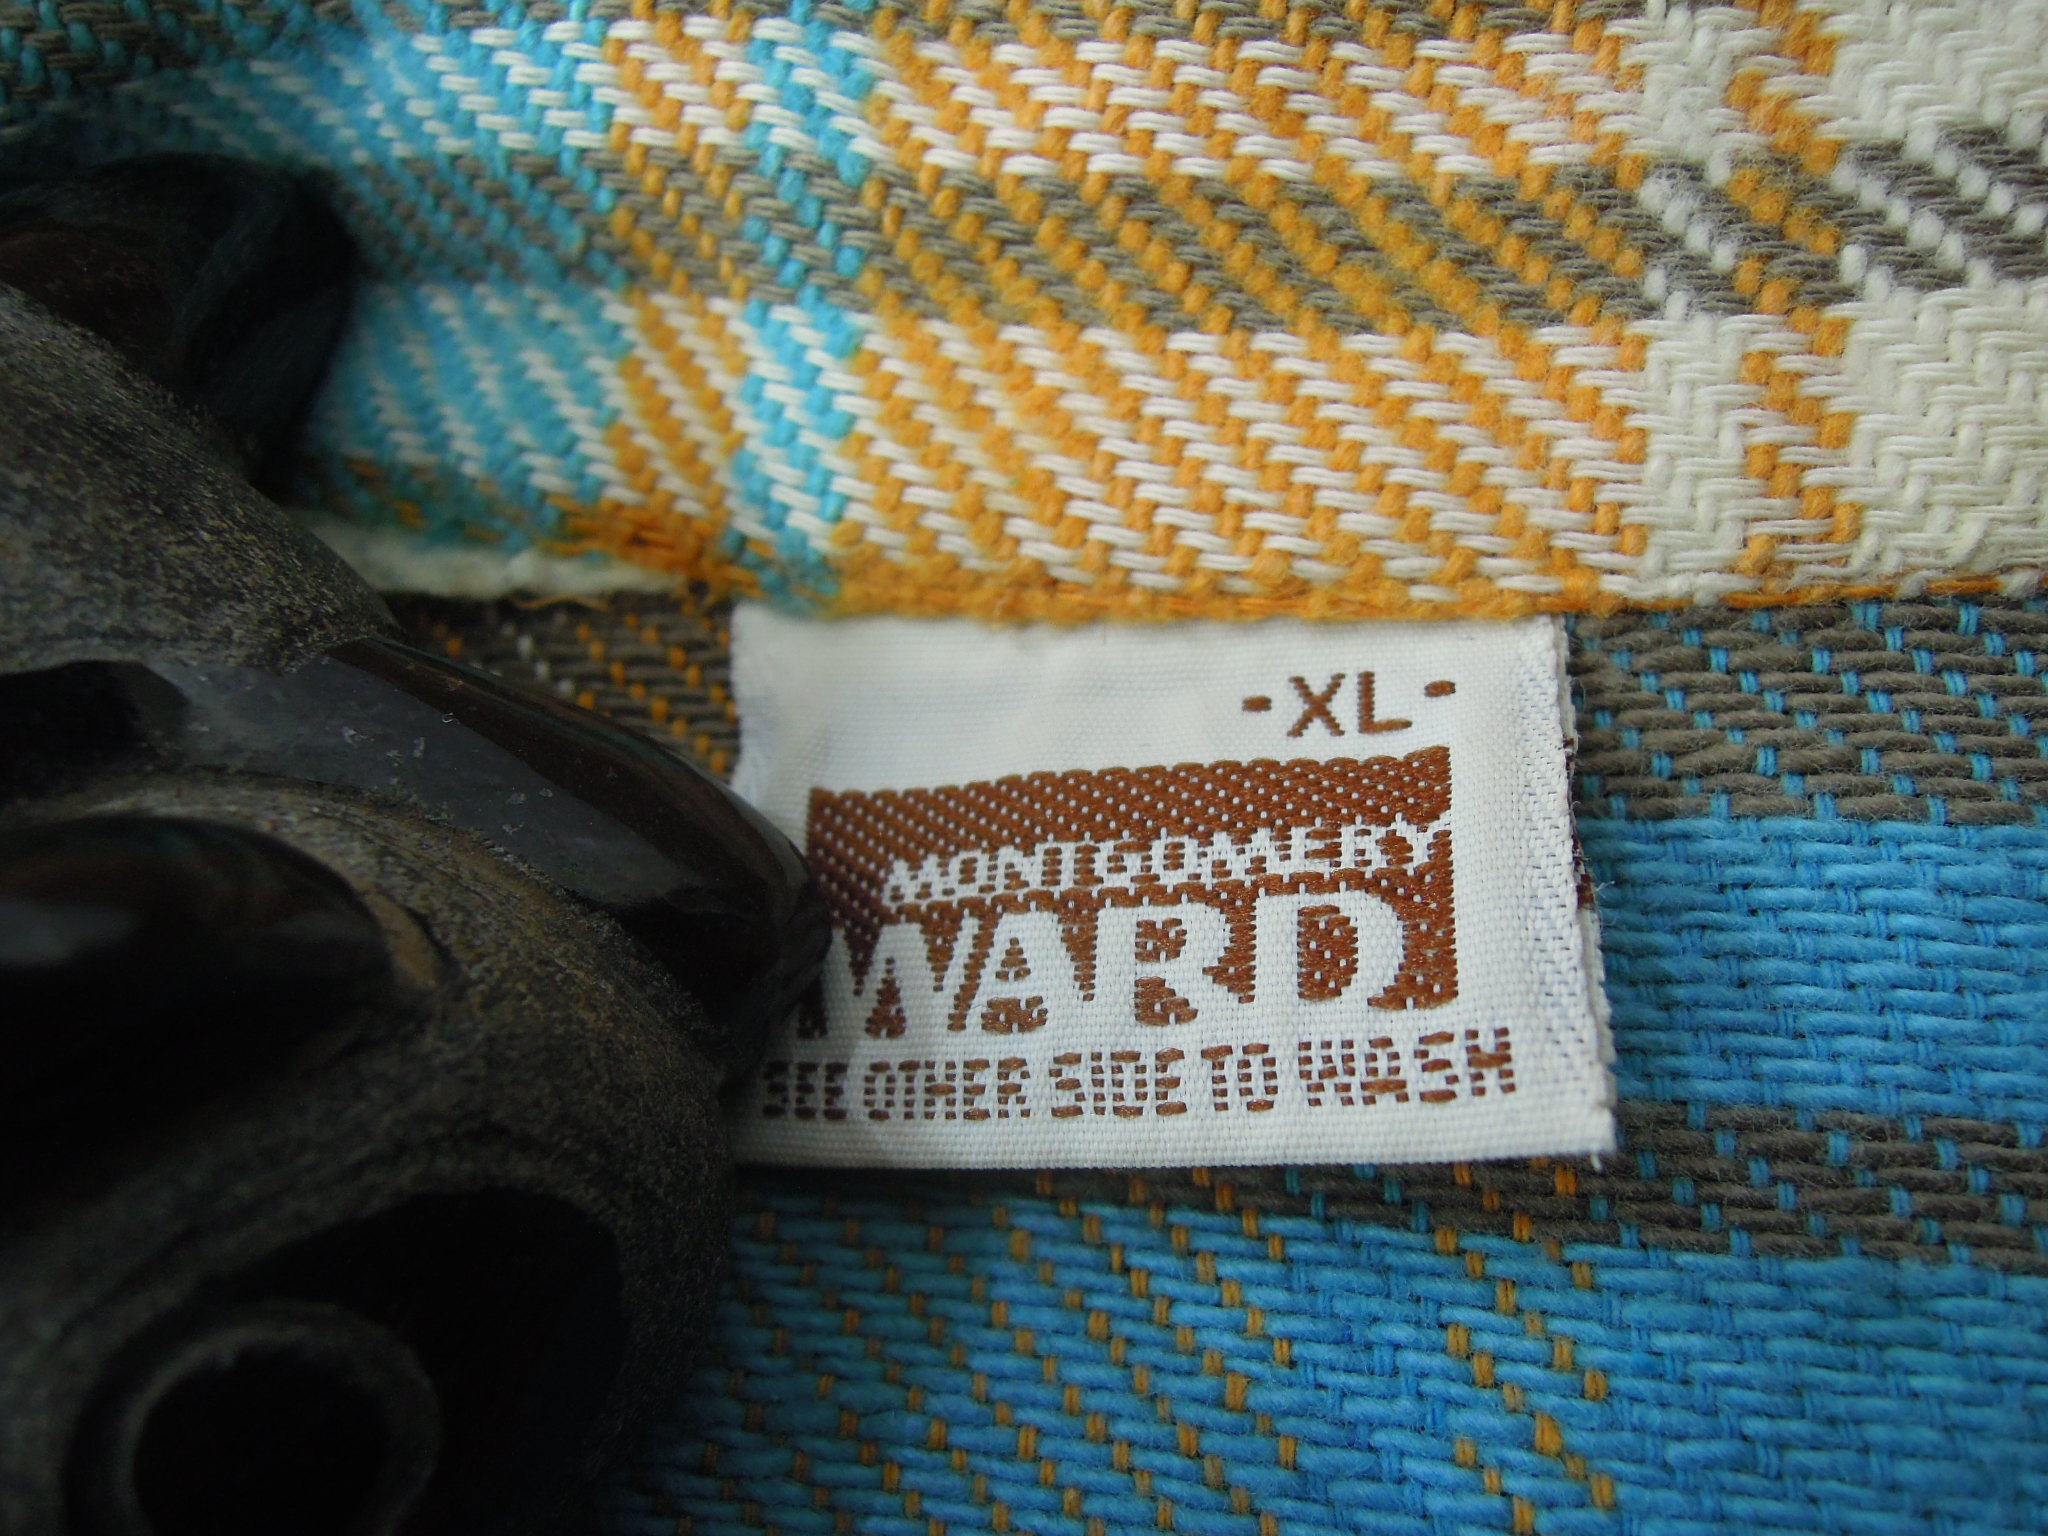 -XL-
MONTGOMERY
WARD
SEE OTHER SIDE TO WASH